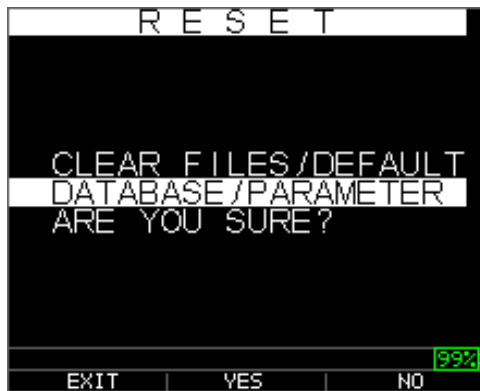 RESET
CLEAR FILES/DEFAULT
DATABASE/PARAMETER
ARE YOU SURE?
99%
EXIT | YES | NO